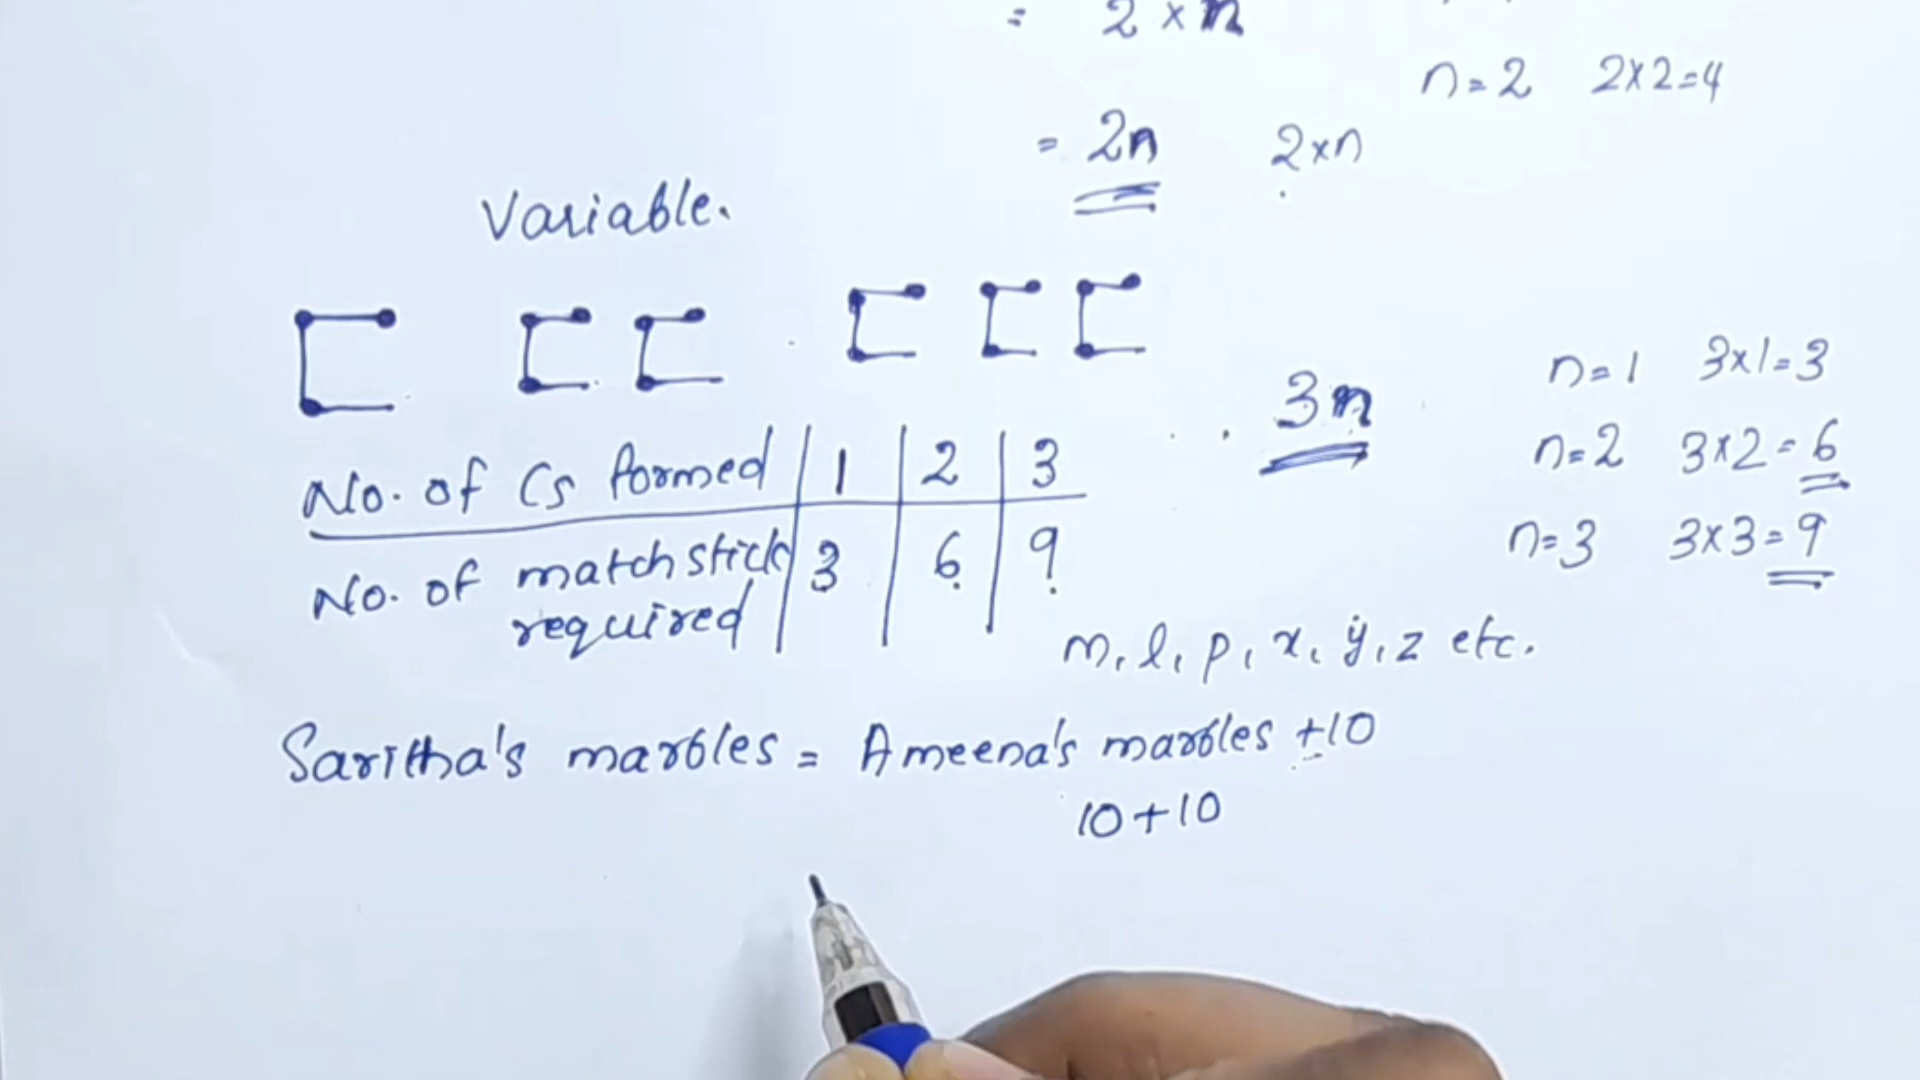 = 2 × n
n=2 2×2=4
= 2n 2×n
Variable.
n=1 3×1=3
3n
n=2 3×2=6
No. of Cs formed 1 2 3
n=3 3×3=9
No. of matchstick 3 6 9
required
m, l, p, x, y, z etc.
Saritha's marbles = Ameena's marbles +10
10+10